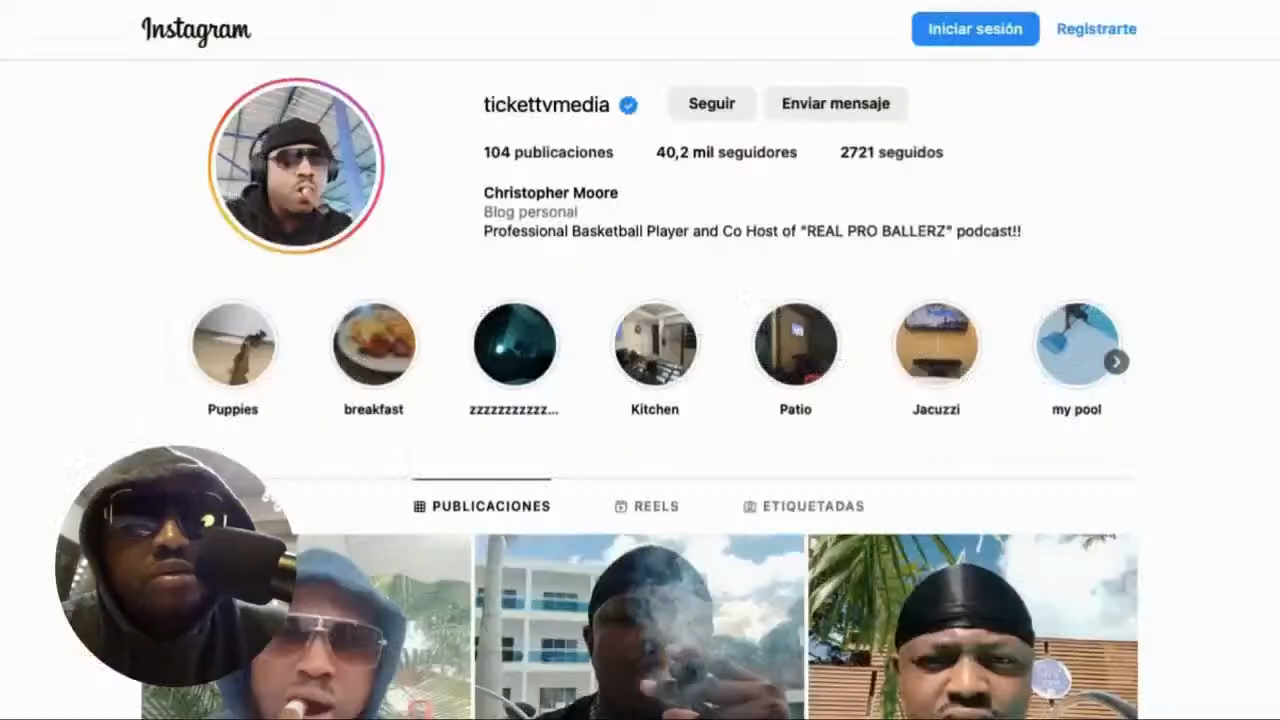 Instagram
Iniciar sesión Registrarte
tickettvmedia Seguir Enviar mensaje
104 publicaciones 40,2 mil seguidores 2721 seguidos
Christopher Moore
Blog personal
Professional Basketball Player and Co Host of "REAL PRO BALLERZ" podcast!!
Puppies breakfast zzzzzzzzzzz... Kitchen Patio Jacuzzi my pool
PUBLICACIONES REELS ETIQUETADAS